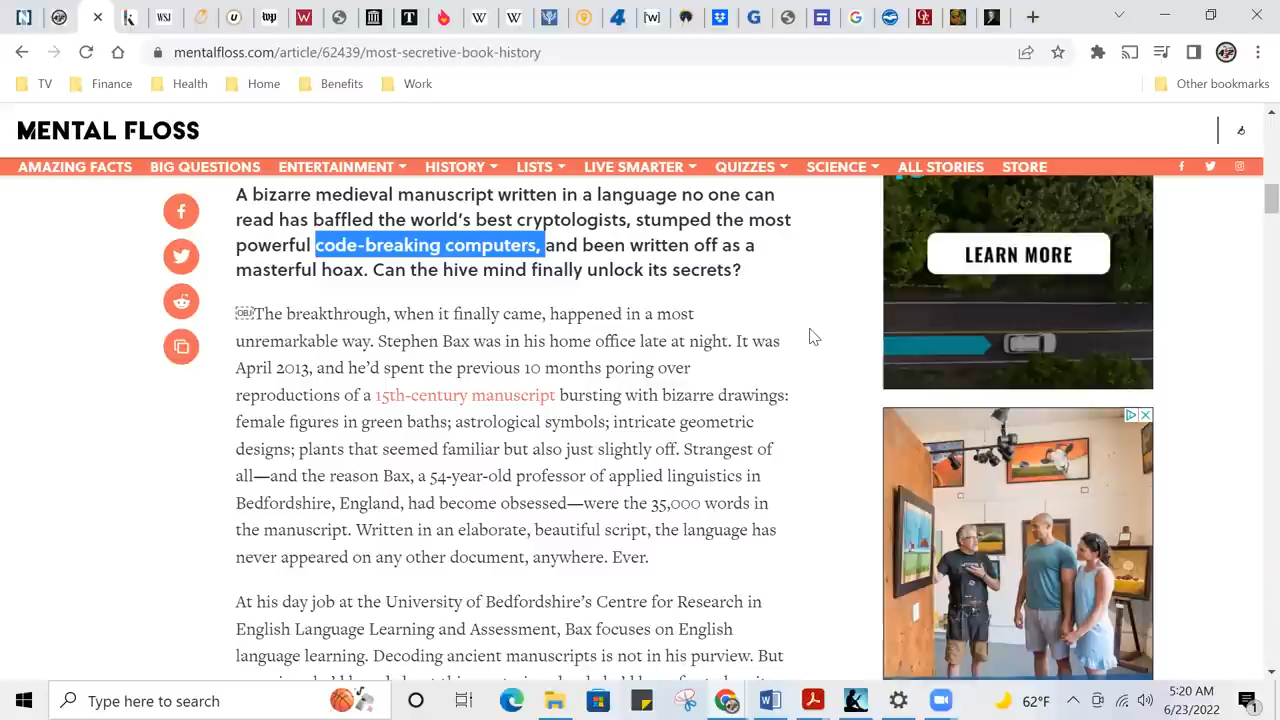 mentalfloss.com/article/62439/most-secretive-book-history
TV Finance Health Home Benefits Work Other bookmarks
MENTAL FLOSS
AMAZING FACTS BIG QUESTIONS ENTERTAINMENT HISTORY LISTS LIVE SMARTER QUIZZES SCIENCE ALL STORIES STORE
A bizarre medieval manuscript written in a language no one can
read has baffled the world’s best cryptologists, stumped the most
powerful code-breaking computers, and been written off as a
masterful hoax. Can the hive mind finally unlock its secrets?
The breakthrough, when it finally came, happened in a most
unremarkable way. Stephen Bax was in his home office late at night. It was
April 2013, and he’d spent the previous 10 months poring over
reproductions of a 15th-century manuscript bursting with bizarre drawings:
female figures in green baths; astrological symbols; intricate geometric
designs; plants that seemed familiar but also just slightly off. Strangest of
all—and the reason Bax, a 54-year-old professor of applied linguistics in
Bedfordshire, England, had become obsessed—were the 35,000 words in
the manuscript. Written in an elaborate, beautiful script, the language has
never appeared on any other document, anywhere. Ever.
At his day job at the University of Bedfordshire’s Centre for Research in
English Language Learning and Assessment, Bax focuses on English
language learning. Decoding ancient manuscripts is not in his purview. But
LEARN MORE
Type here to search
62°F
5:20 AM
6/23/2022